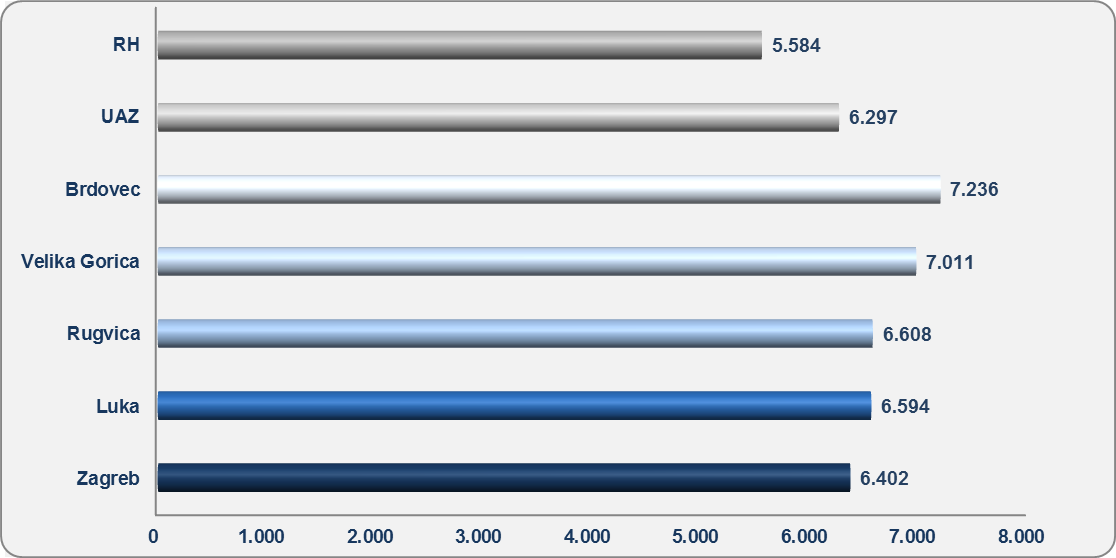 RH 5.584
UAZ 6.297
Brdovec 7.236
Velika Gorica 7.011
Rugvica 6.608
Luka 6.594
Zagreb 6.402
0 1.000 2.000 3.000 4.000 5.000 6.000 7.000 8.000